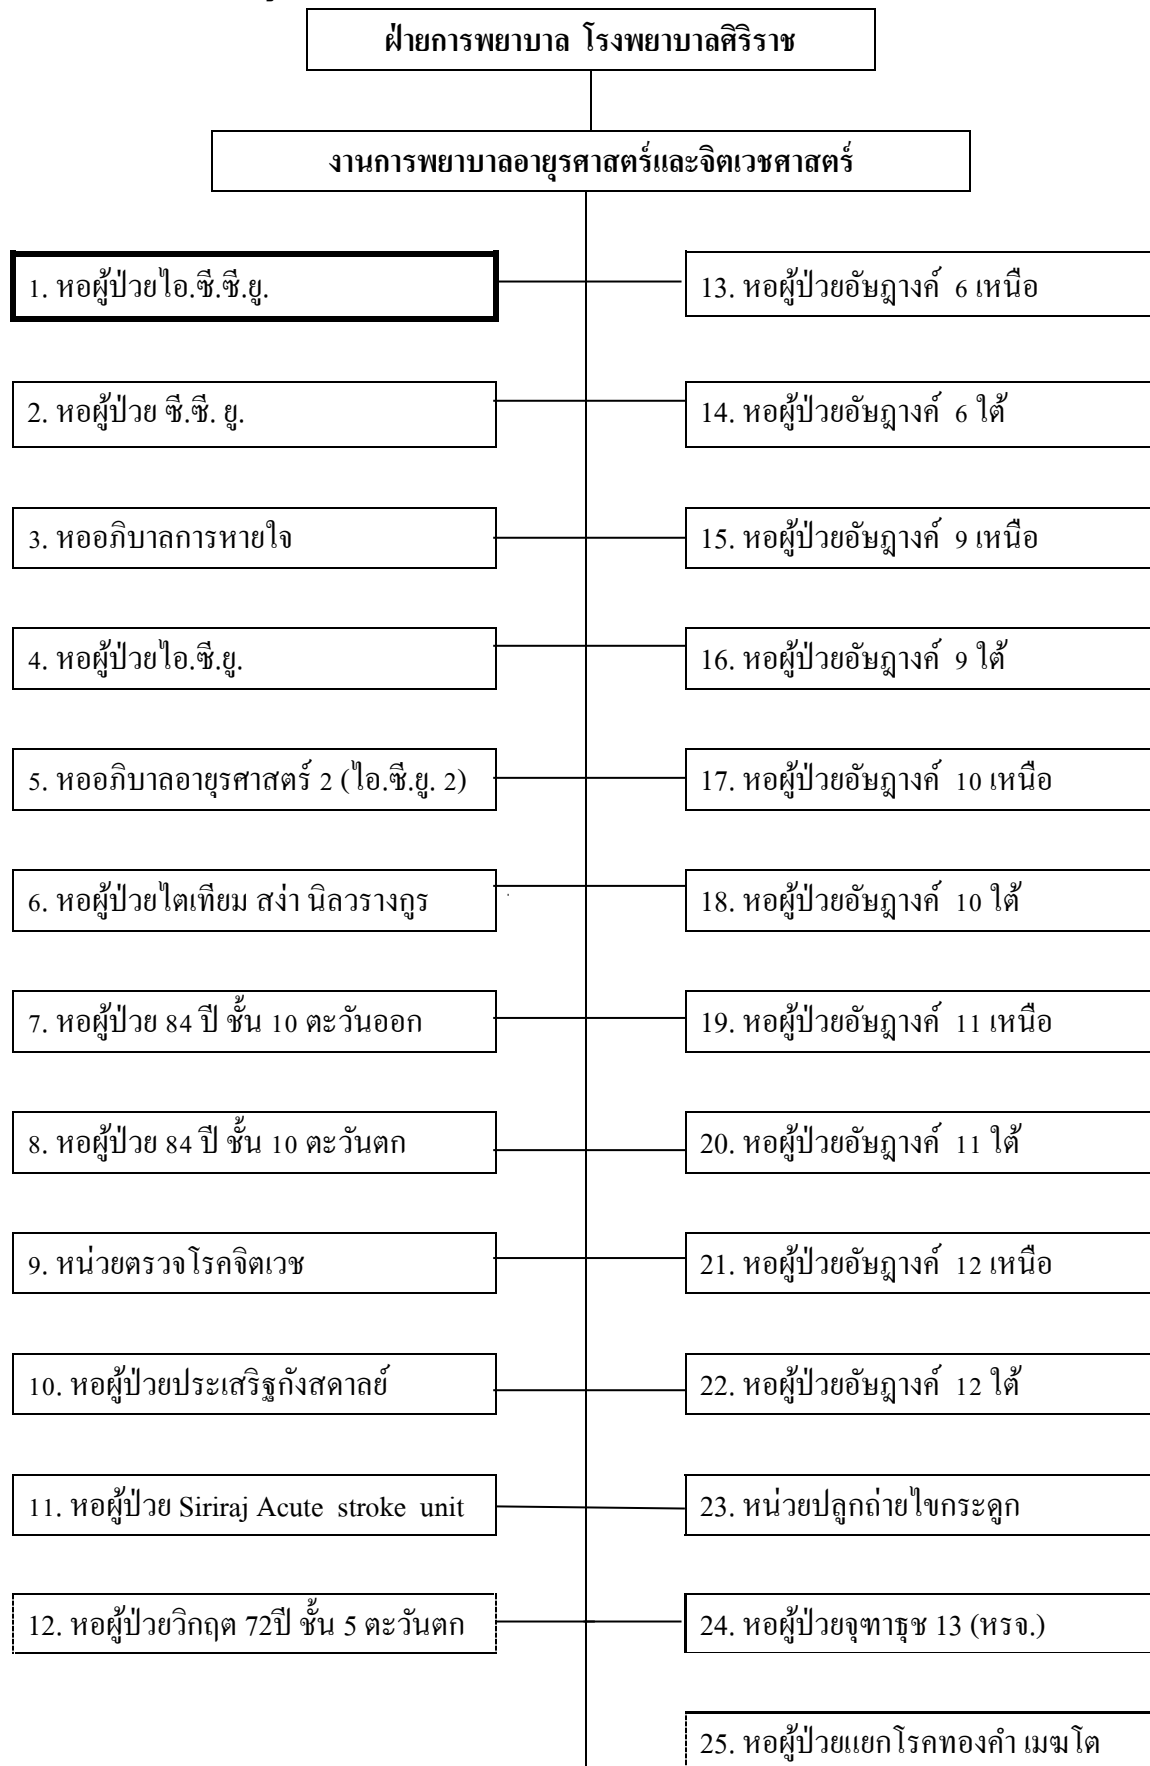 ฝ่ายการพยาบาล โรงพยาบาลศิริราช
งานการพยาบาลอายุรศาสตร์และจิตเวชศาสตร์
1. หอผู้ป่วยไอ.ซี.ซี.ยู.
2. หอผู้ป่วย ซี.ซี. ยู.
3. หออภิบาลการหายใจ
4. หอผู้ป่วยไอ.ซี.ยู.
5. หออภิบาลอายุรศาสตร์ 2 (ไอ.ซี.ยู. 2)
6. หอผู้ป่วยไตเทียม สง่า นิลวรางกูร
7. หอผู้ป่วย 84 ปี ชั้น 10 ตะวันออก
8. หอผู้ป่วย 84 ปี ชั้น 10 ตะวันตก
9. หน่วยตรวจโรคจิตเวช
10. หอผู้ป่วยประเสริฐกังสดาลย์
11. หอผู้ป่วย Siriraj Acute stroke unit
12. หอผู้ป่วยวิกฤต 72ปี ชั้น 5 ตะวันตก
13. หอผู้ป่วยอัษฎางค์ 6 เหนือ
14. หอผู้ป่วยอัษฎางค์ 6 ใต้
15. หอผู้ป่วยอัษฎางค์ 9 เหนือ
16. หอผู้ป่วยอัษฎางค์ 9 ใต้
17. หอผู้ป่วยอัษฎางค์ 10 เหนือ
18. หอผู้ป่วยอัษฎางค์ 10 ใต้
19. หอผู้ป่วยอัษฎางค์ 11 เหนือ
20. หอผู้ป่วยอัษฎางค์ 11 ใต้
21. หอผู้ป่วยอัษฎางค์ 12 เหนือ
22. หอผู้ป่วยอัษฎางค์ 12 ใต้
23. หน่วยปลูกถ่ายไขกระดูก
24. หอผู้ป่วยจุฑาธุช 13 (หรจ.)
25. หอผู้ป่วยแยกโรคทองคำ เมฆโต